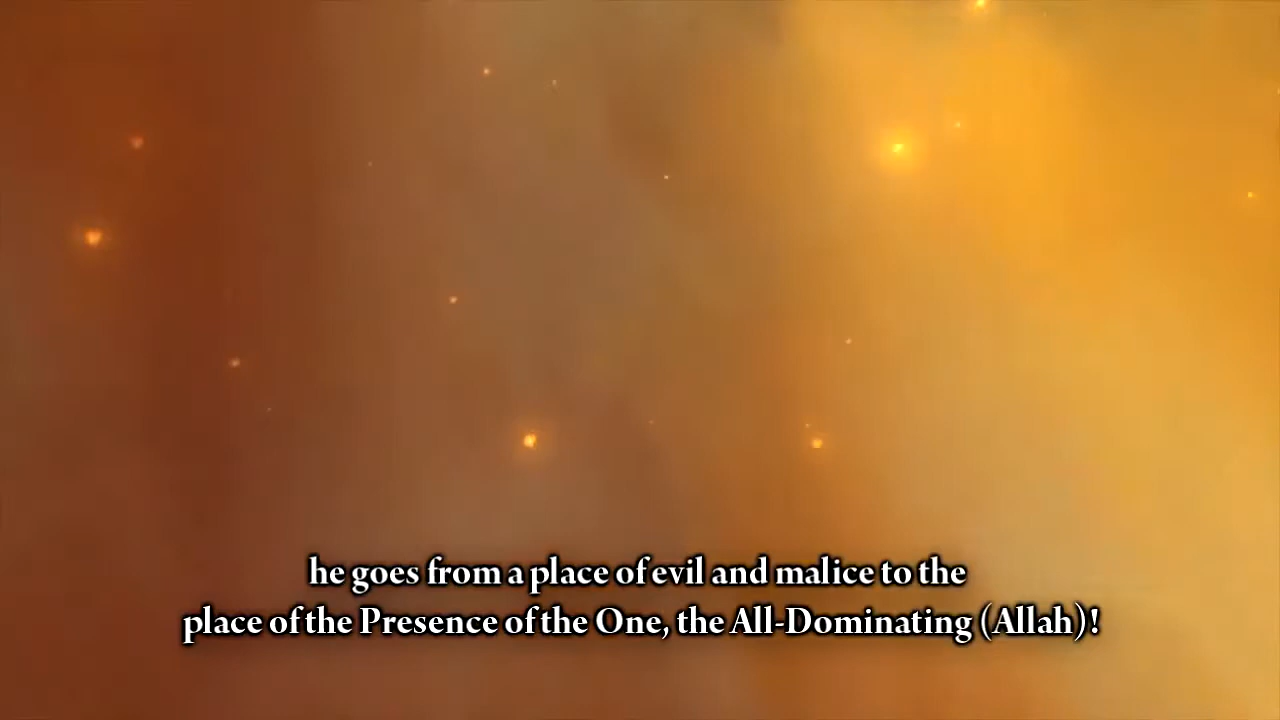 he goes from a place of evil and malice to the
place of the Presence of the One, the All-Dominating (Allah)!